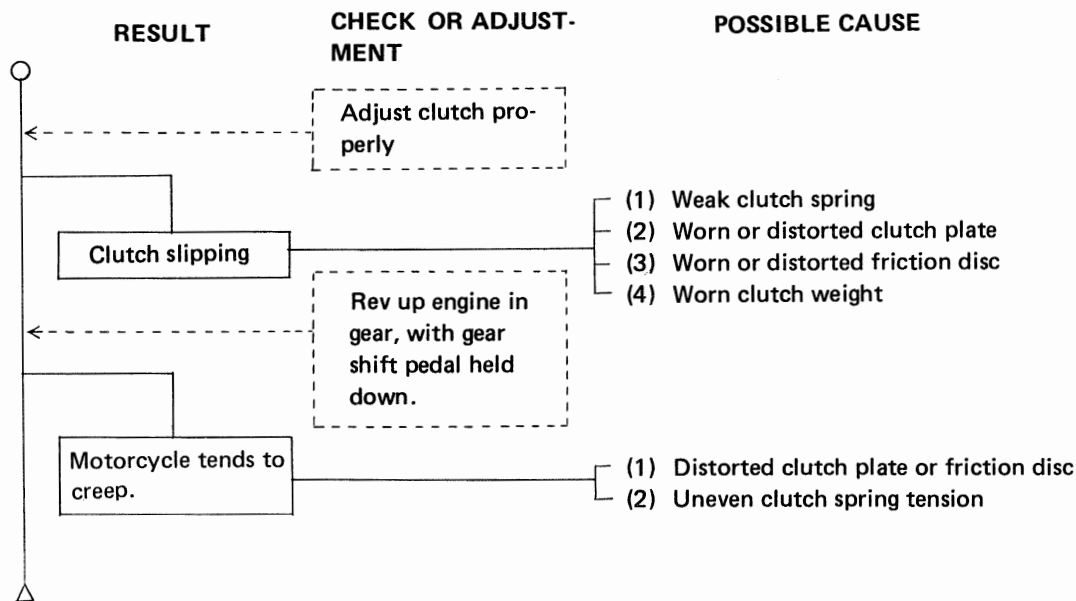 RESULT
CHECK OR ADJUST-
MENT
POSSIBLE CAUSE
Adjust clutch pro-
perly
Clutch slipping
(1) Weak clutch spring
(2) Worn or distorted clutch plate
(3) Worn or distorted friction disc
(4) Worn clutch weight
Rev up engine in
gear, with gear
shift pedal held
down.
Motorcycle tends to
creep.
(1) Distorted clutch plate or friction disc
(2) Uneven clutch spring tension